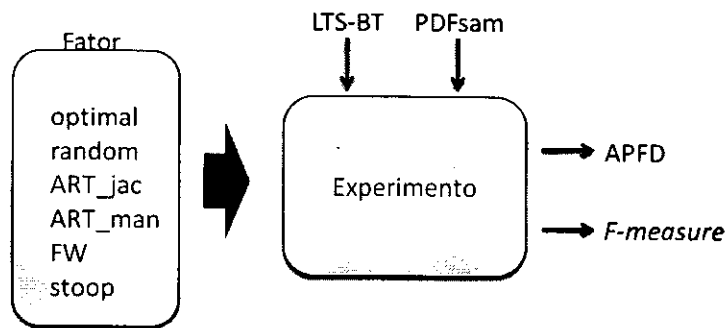 Fator
optimal
random
ART_jac
ART_man
FW
stoop
LTS-BT PDFsam
Experimento
APFD
F-measure